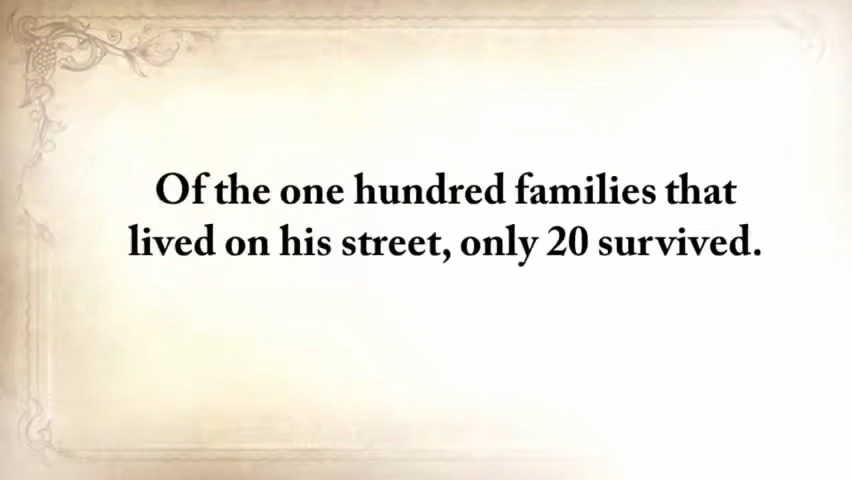 Of the one hundred families that
lived on his street, only 20 survived.